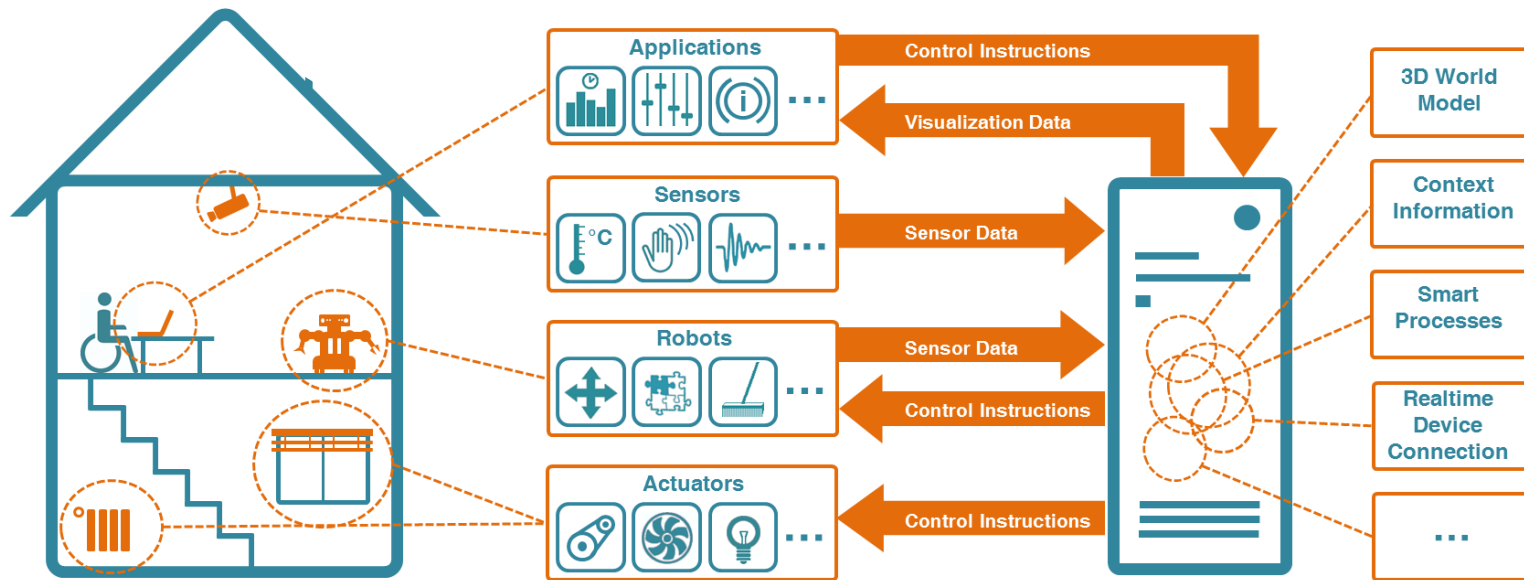 Applications
i
...
Control Instructions
Visualization Data
Sensors
°C
...
Sensor Data
Robots
...
Sensor Data
Control Instructions
Actuators
...
Control Instructions
3D World
Model
Context
Information
Smart
Processes
Realtime
Device
Connection
...